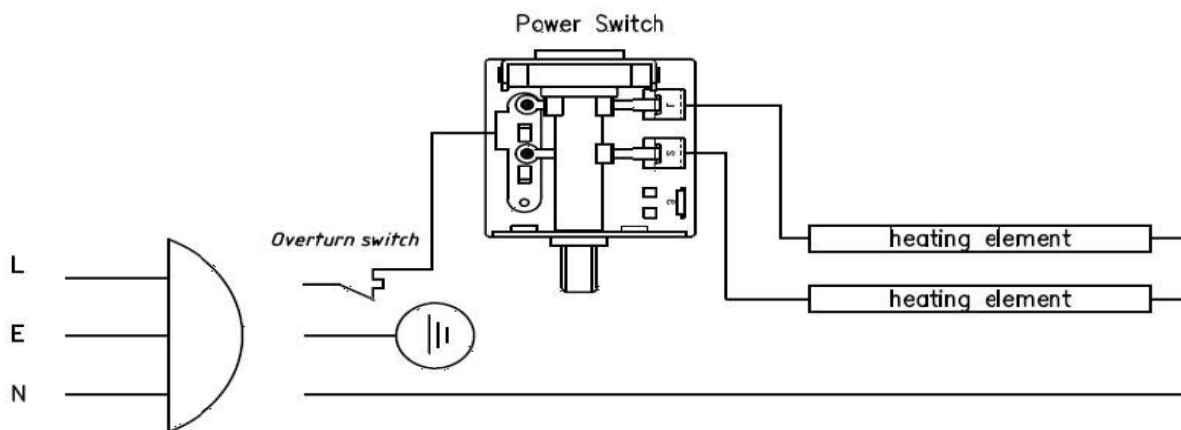 Power Switch
Overturn switch
heating element
heating element
L
E
N